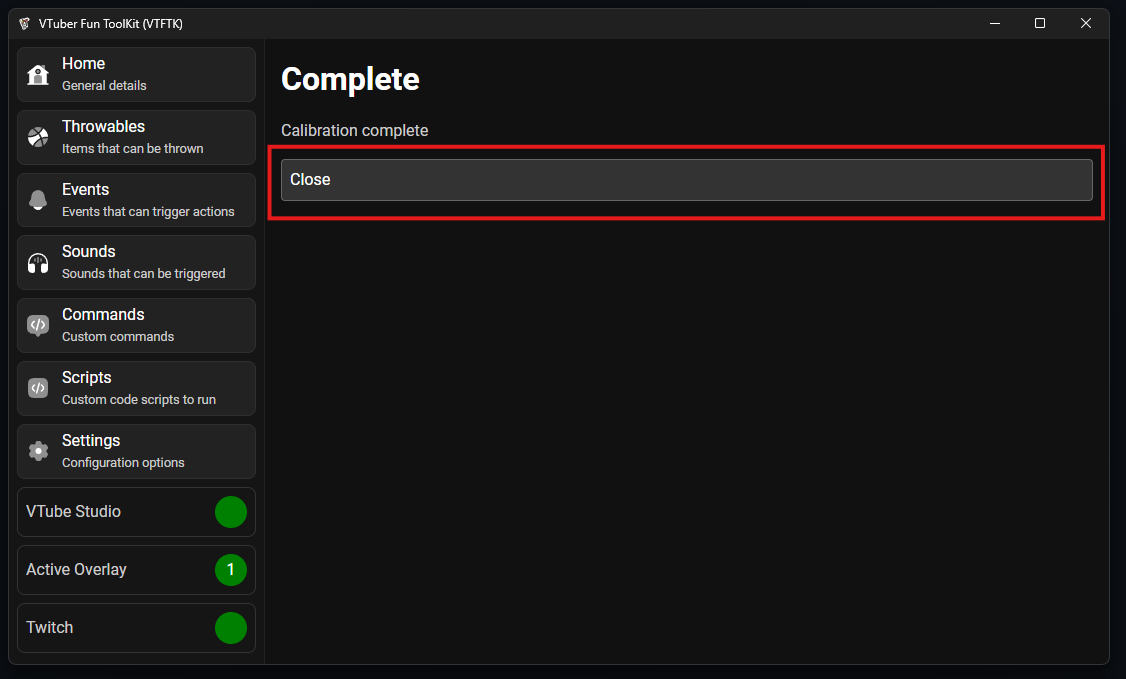 VTuber Fun ToolKit (VTFTK)
Home
General details
Throwables
Items that can be thrown
Events
Events that can trigger actions
Sounds
Sounds that can be triggered
Commands
Custom commands
Scripts
Custom code scripts to run
Settings
Configuration options
VTube Studio
Active Overlay 1
Twitch
Complete
Calibration complete
Close